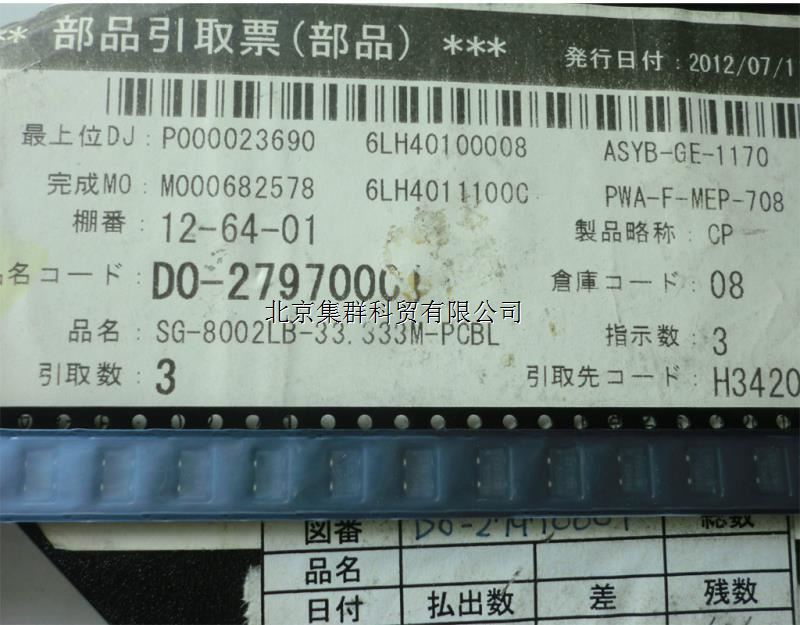 ** 部品引取票(部品) ***
発行日付:2012/07/1
最上位DJ:P000023690 6LH40100008 ASYB-GE-1170
完成MO:M000682578 6LH4011100C PWA-F-MEP-708
棚番:12-64-01 製品略称:CP
名コード:DO-279700 倉庫コード:08
北京集群科贸有限公司
品名:SG-8002LB-33.333M-PCBL 指示数:3
引取数:3 引取先コード:H3420
図番 総数
品名
日付 払出数 差 残数